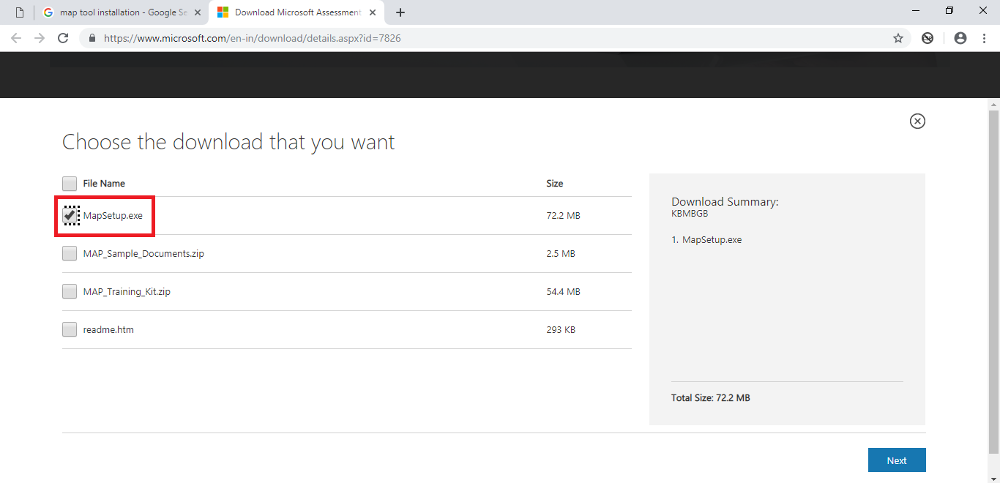 map tool installation - Google Se
Download Microsoft Assessment
https://www.microsoft.com/en-in/download/details.aspx?id=7826
Choose the download that you want
File Name Size
MapSetup.exe 72.2 MB
MAP_Sample_Documents.zip 2.5 MB
MAP_Training_Kit.zip 54.4 MB
readme.htm 293 KB
Download Summary:
KBMBGB
1. MapSetup.exe
Total Size: 72.2 MB
Next